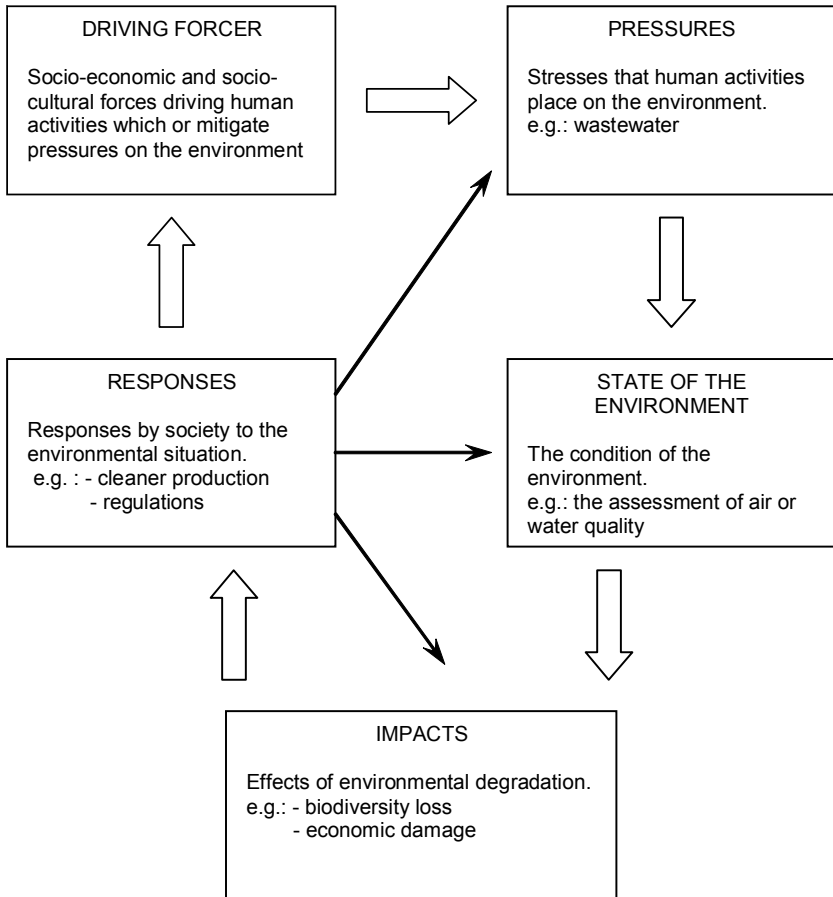 DRIVING FORCER
Socio-economic and socio-
cultural forces driving human
activities which or mitigate
pressures on the environment
PRESSURES
Stresses that human activities
place on the environment.
e.g.: wastewater
RESPONSES
Responses by society to the
environmental situation.
e.g. : - cleaner production
- regulations
STATE OF THE
ENVIRONMENT
The condition of the
environment.
e.g.: the assessment of air or
water quality
IMPACTS
Effects of environmental degradation.
e.g.: - biodiversity loss
- economic damage